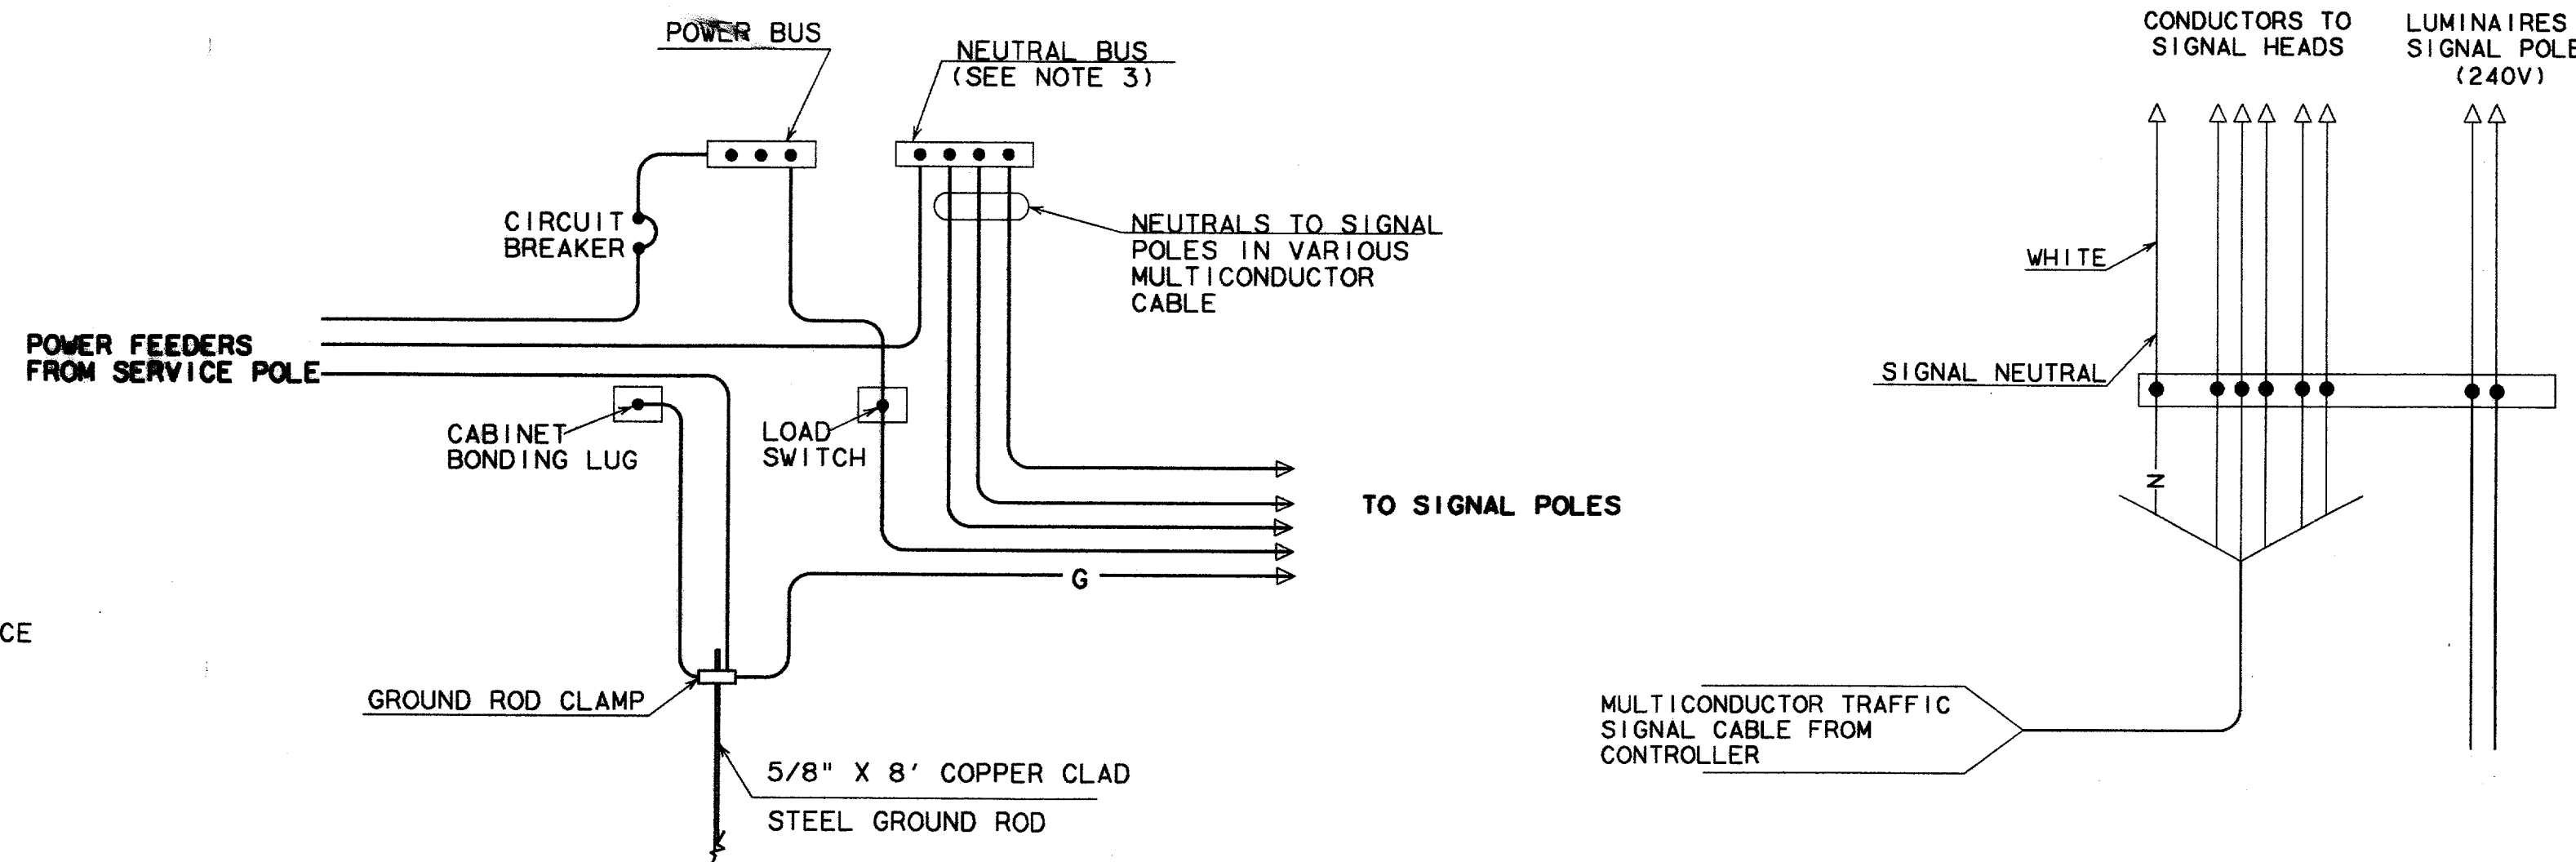 POWER BUS
NEUTRAL BUS
(SEE NOTE 3)
CIRCUIT
BREAKER
NEUTRALS TO SIGNAL
POLES IN VARIOUS
MULTICONDUCTOR
CABLE
POWER FEEDERS
FROM SERVICE POLE
CABINET
BONDING LUG
LOAD
SWITCH
TO SIGNAL POLES
G
CE
GROUND ROD CLAMP
5/8" X 8' COPPER CLAD
STEEL GROUND ROD
CONDUCTORS TO
SIGNAL HEADS
LUMINAIRES
SIGNAL POLE
(240V)
WHITE
SIGNAL NEUTRAL
N
MULTICONDUCTOR TRAFFIC
SIGNAL CABLE FROM
CONTROLLER